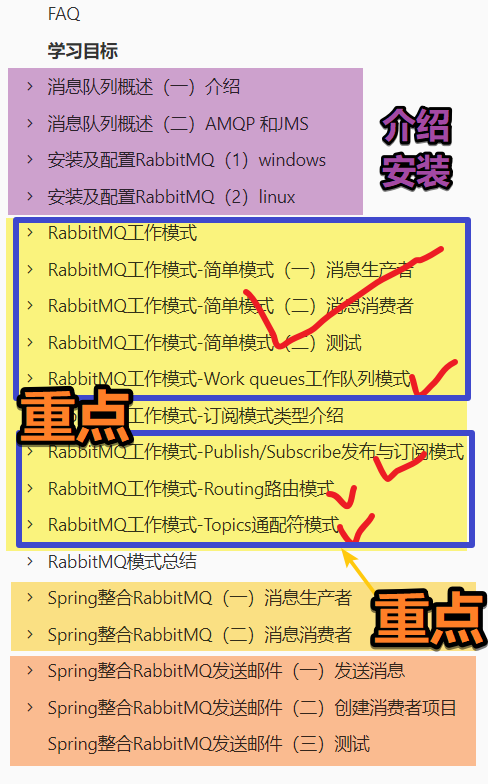 FAQ
学习目标
消息队列概述（一）介绍
消息队列概述（二）AMQP 和JMS
安装及配置RabbitMQ（1）windows
安装及配置RabbitMQ（2）linux
介绍
安装
RabbitMQ工作模式
RabbitMQ工作模式-简单模式（一）消息生产者
RabbitMQ工作模式-简单模式（二）消息消费者
RabbitMQ工作模式-简单模式（二）测试
RabbitMQ工作模式-Work queues工作队列模式
重点
RabbitMQ工作模式-订阅模式类型介绍
RabbitMQ工作模式-Publish/Subscribe发布与订阅模式
RabbitMQ工作模式-Routing路由模式
RabbitMQ工作模式-Topics通配符模式
RabbitMQ模式总结
Spring整合RabbitMQ（一）消息生产者
Spring整合RabbitMQ（二）消息消费者
重点
Spring整合RabbitMQ发送邮件（一）发送消息
Spring整合RabbitMQ发送邮件（二）创建消费者项目
Spring整合RabbitMQ发送邮件（三）测试